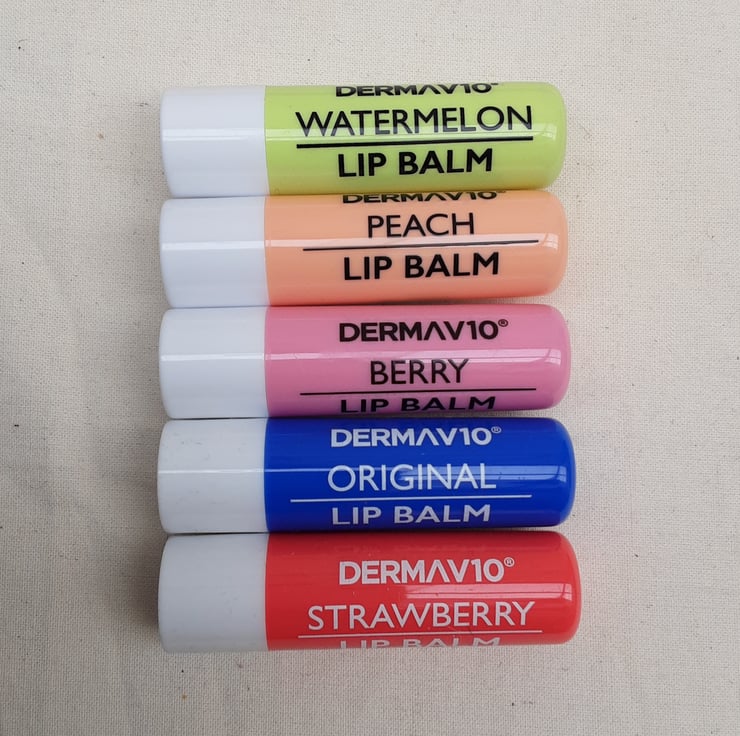 DERMAV10®
WATERMELON
LIP BALM
DERMAV10®
PEACH
LIP BALM
DERMAV10®
BERRY
LIP BALM
DERMAV10®
ORIGINAL
LIP BALM
DERMAV10®
STRAWBERRY
LIP BALM